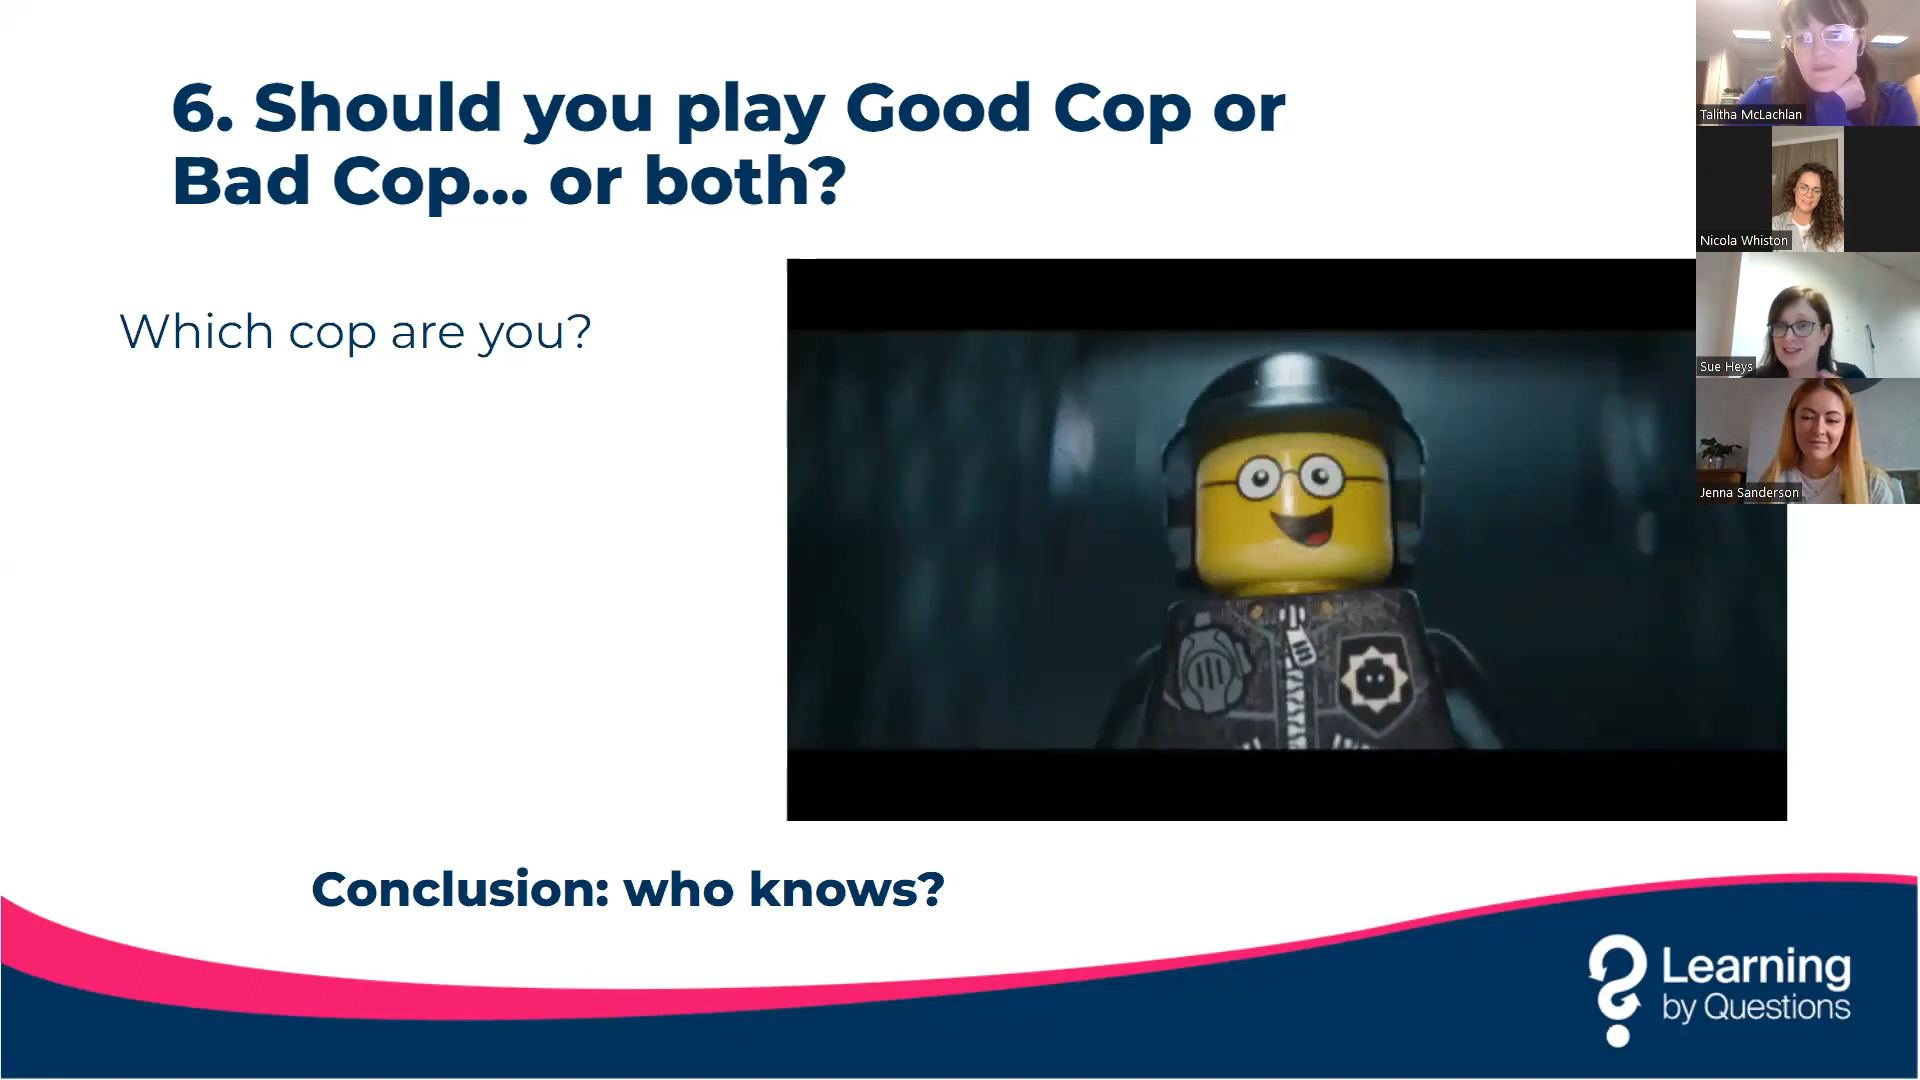 6. Should you play Good Cop or
Bad Cop... or both?
Which cop are you?
Conclusion: who knows?
Learning
by Questions
Talitha McLachlan
Nicola Whiston
Sue Heys
Jenna Sanderson